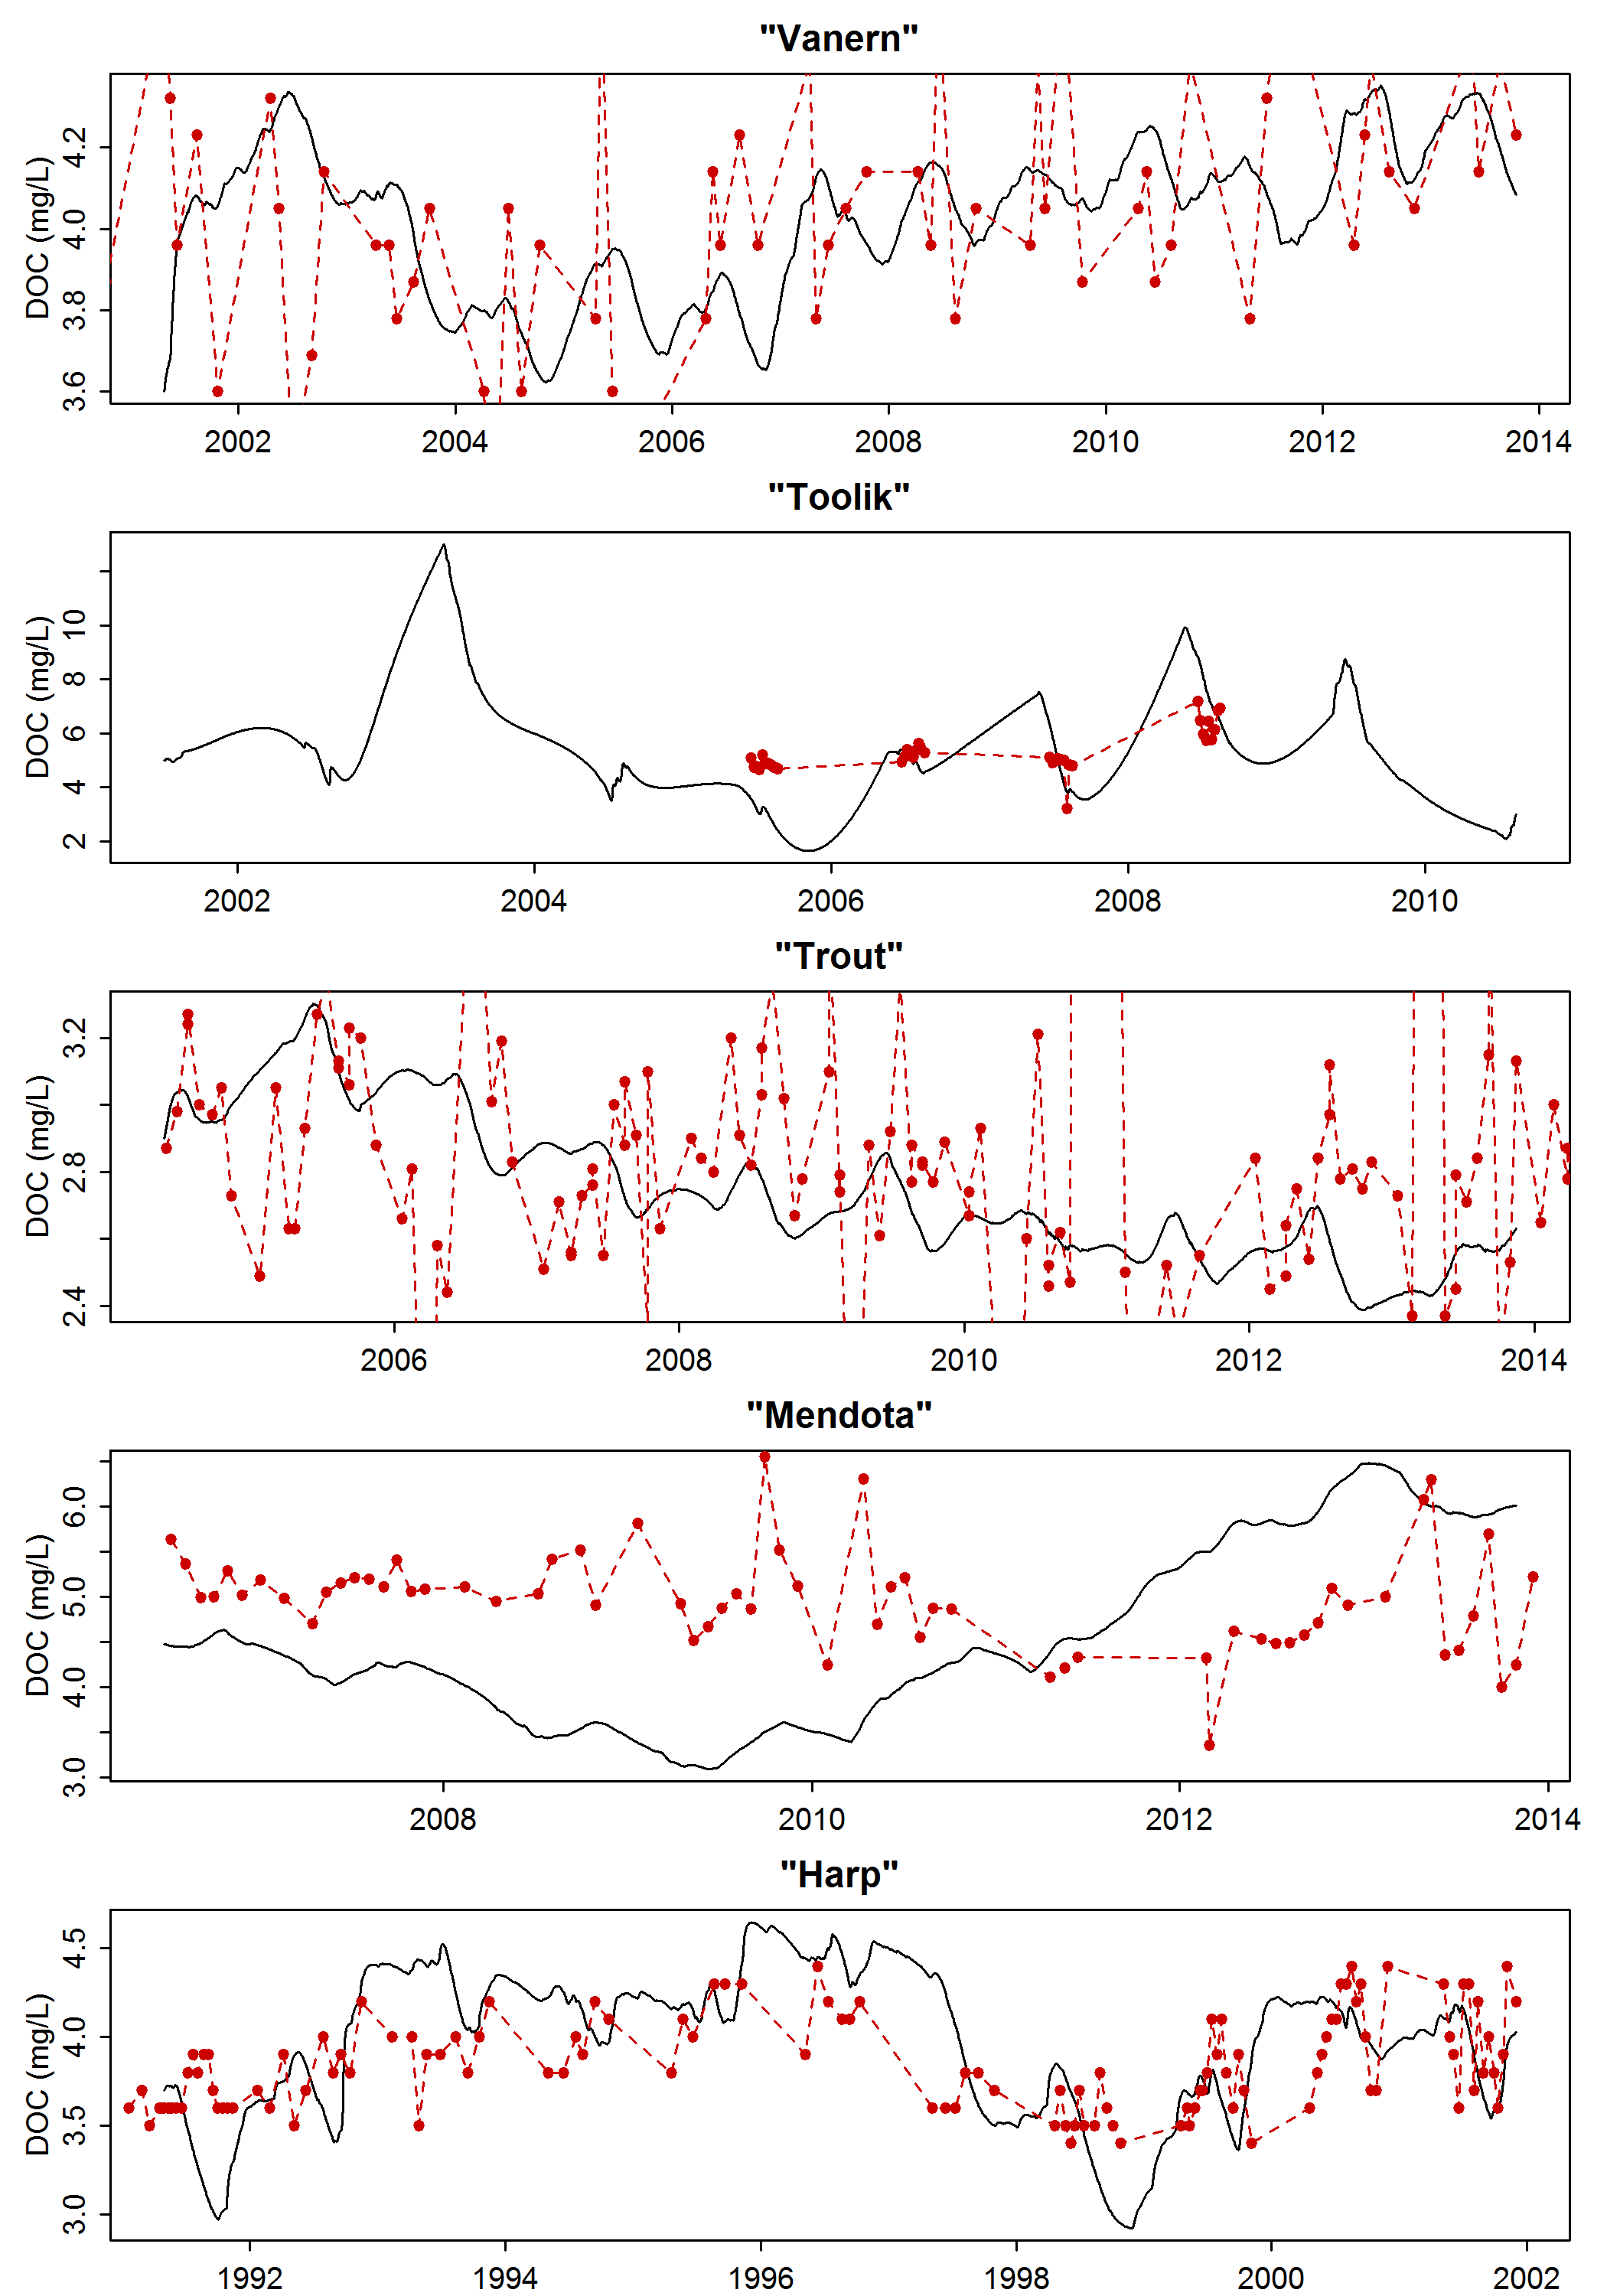 "Vanern"
DOC (mg/L)
3.6 3.8 4.0 4.2
2002 2004 2006 2008 2010 2012 2014
"Toolik"
DOC (mg/L)
2 4 6 8 10
2002 2004 2006 2008 2010
"Trout"
DOC (mg/L)
2.4 2.8 3.2
2006 2008 2010 2012 2014
"Mendota"
DOC (mg/L)
3.0 4.0 5.0 6.0
2008 2010 2012 2014
"Harp"
DOC (mg/L)
3.0 3.5 4.0 4.5
1992 1994 1996 1998 2000 2002